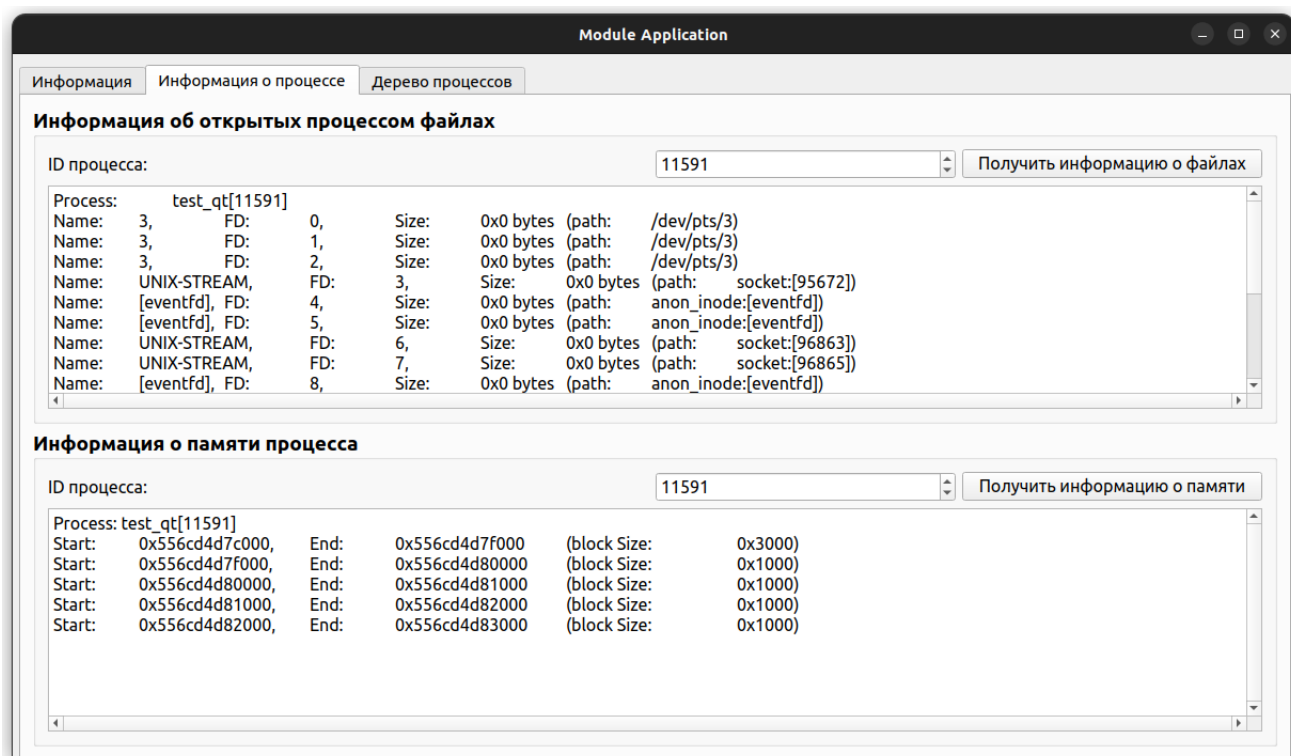 Module Application
Информация Информация о процессе Дерево процессов
Информация об открытых процессом файлах
ID процесса: 11591 Получить информацию о файлах
Process: test_qt[11591]
Name: 3, FD: 0, Size: 0x0 bytes (path: /dev/pts/3)
Name: 3, FD: 1, Size: 0x0 bytes (path: /dev/pts/3)
Name: 3, FD: 2, Size: 0x0 bytes (path: /dev/pts/3)
Name: UNIX-STREAM, FD: 3, Size: 0x0 bytes (path: socket:[95672])
Name: [eventfd], FD: 4, Size: 0x0 bytes (path: anon_inode:[eventfd])
Name: [eventfd], FD: 5, Size: 0x0 bytes (path: anon_inode:[eventfd])
Name: UNIX-STREAM, FD: 6, Size: 0x0 bytes (path: socket:[96863])
Name: UNIX-STREAM, FD: 7, Size: 0x0 bytes (path: socket:[96865])
Name: [eventfd], FD: 8, Size: 0x0 bytes (path: anon_inode:[eventfd])
Информация о памяти процесса
ID процесса: 11591 Получить информацию о памяти
Process: test_qt[11591]
Start: 0x556cd4d7c000, End: 0x556cd4d7f000 (block Size: 0x3000)
Start: 0x556cd4d7f000, End: 0x556cd4d80000 (block Size: 0x1000)
Start: 0x556cd4d80000, End: 0x556cd4d81000 (block Size: 0x1000)
Start: 0x556cd4d81000, End: 0x556cd4d82000 (block Size: 0x1000)
Start: 0x556cd4d82000, End: 0x556cd4d83000 (block Size: 0x1000)